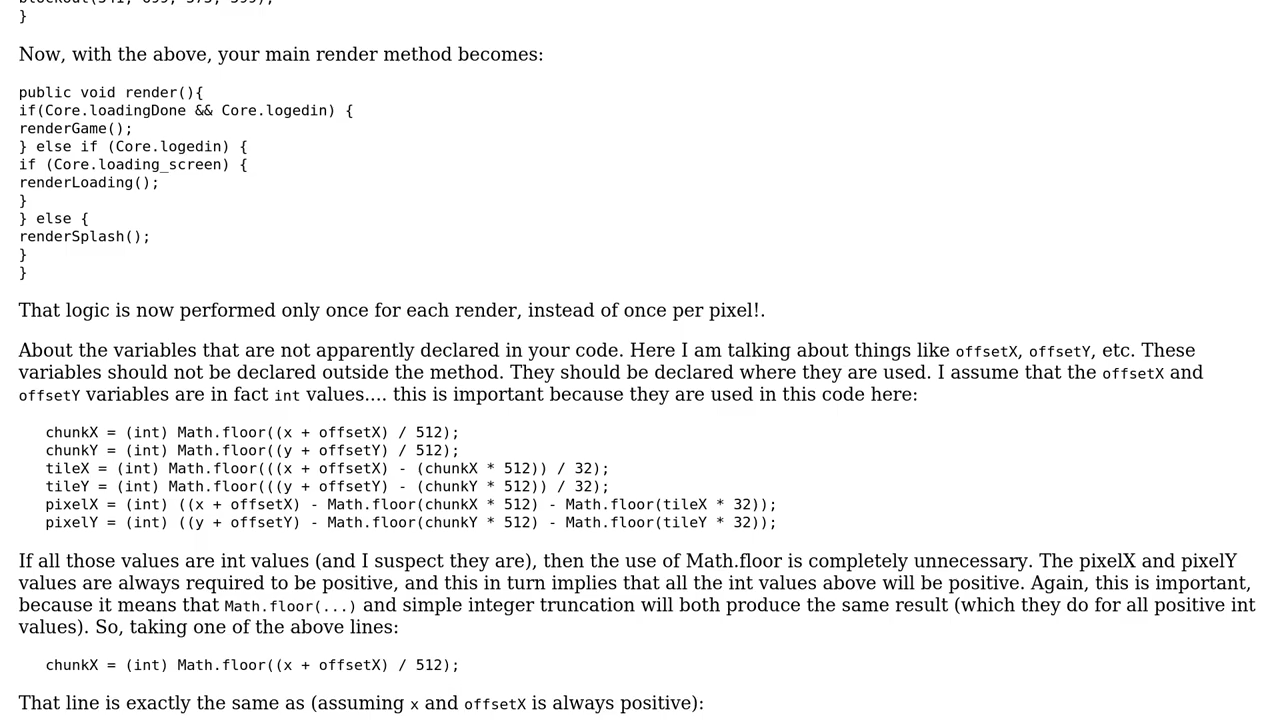 }
Now, with the above, your main render method becomes:
public void render(){
if(Core.loadingDone && Core.logedin) {
renderGame();
} else if (Core.logedin) {
if (Core.loading_screen) {
renderLoading();
}
} else {
renderSplash();
}
}
That logic is now performed only once for each render, instead of once per pixel!.
About the variables that are not apparently declared in your code. Here I am talking about things like offsetX, offsetY, etc. These
variables should not be declared outside the method. They should be declared where they are used. I assume that the offsetX and
offsetY variables are in fact int values.... this is important because they are used in this code here:
chunkX = (int) Math.floor((x + offsetX) / 512);
chunkY = (int) Math.floor((y + offsetY) / 512);
tileX = (int) Math.floor(((x + offsetX) - (chunkX * 512)) / 32);
tileY = (int) Math.floor(((y + offsetY) - (chunkY * 512)) / 32);
pixelX = (int) ((x + offsetX) - Math.floor(chunkX * 512) - Math.floor(tileX * 32));
pixelY = (int) ((y + offsetY) - Math.floor(chunkY * 512) - Math.floor(tileY * 32));
If all those values are int values (and I suspect they are), then the use of Math.floor is completely unnecessary. The pixelX and pixelY
values are always required to be positive, and this in turn implies that all the int values above will be positive. Again, this is important,
because it means that Math.floor(...) and simple integer truncation will both produce the same result (which they do for all positive int
values). So, taking one of the above lines:
chunkX = (int) Math.floor((x + offsetX) / 512);
That line is exactly the same as (assuming x and offsetX is always positive):